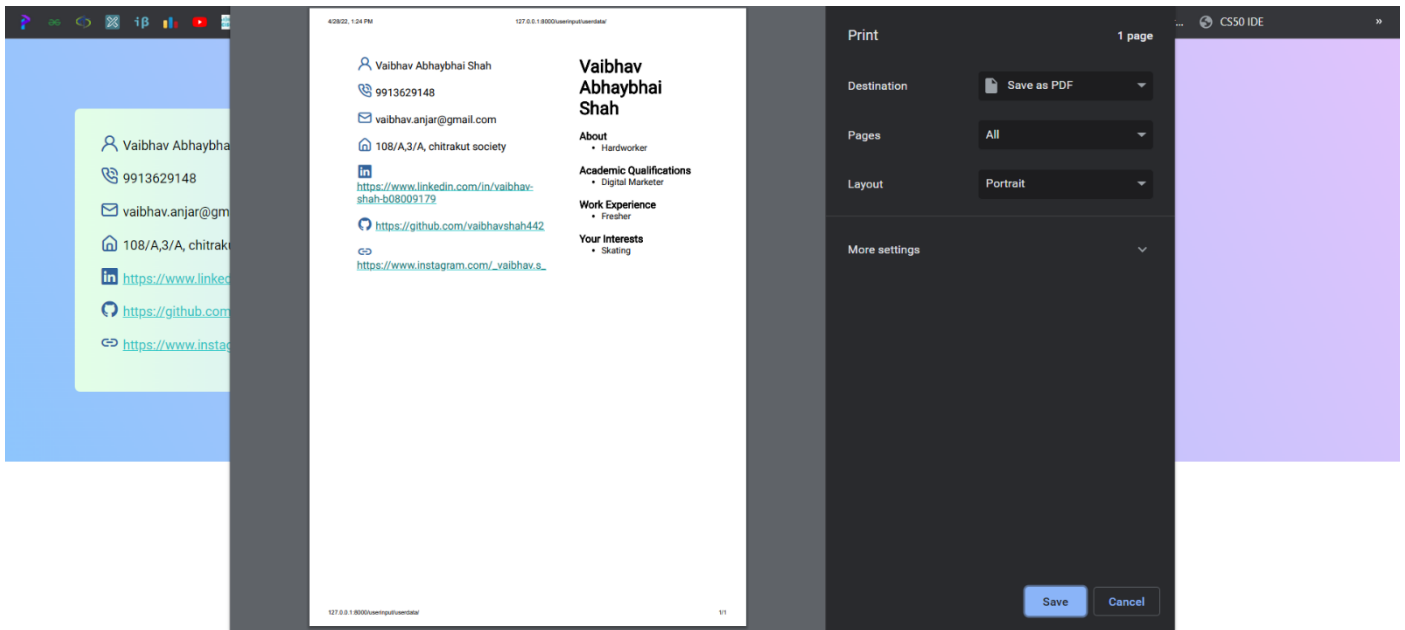 iβ
... CS50 IDE »
Vaibhav Abhaybha
9913629148
vaibhav.anjar@gm
108/A,3/A, chitrak
https://www.linked
https://github.com
https://www.instag
4/28/22, 1:24 PM 127.0.0.1:8000/userinput/userdata/
Vaibhav Abhaybhai Shah
9913629148
vaibhav.anjar@gmail.com
108/A,3/A, chitrakut society
in
https://www.linkedin.com/in/vaibhav-
shah-b08009179
https://github.com/vaibhavshah442
https://www.instagram.com/_vaibhav.s_
Vaibhav
Abhaybhai
Shah
About
• Hardworker
Academic Qualifications
• Digital Marketer
Work Experience
• Fresher
Your Interests
• Skating
127.0.0.1:8000/userinput/userdata/ 1/1
Print 1 page
Destination Save as PDF
Pages All
Layout Portrait
More settings
Save Cancel